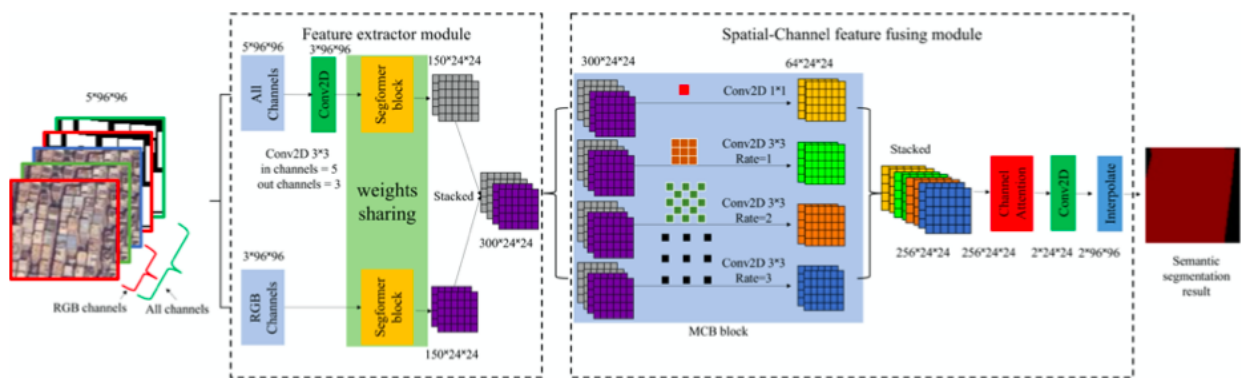 Feature extractor module
Spatial-Channel feature fusing module
5*96*96
RGB channels
All channels
5*96*96
All
Channels
3*96*96
Conv2D
Conv2D 3*3
in channels = 5
out channels = 3
Segformer
block
150*24*24
weights
sharing
Stacked
300*24*24
3*96*96
RGB
Channels
Segformer
block
150*24*24
300*24*24
64*24*24
Conv2D 1*1
Conv2D 3*3
Rate=1
Conv2D 3*3
Rate=2
Conv2D 3*3
Rate=3
MCB block
Stacked
256*24*24
Channel
Attention
256*24*24
Conv2D
2*24*24
Interpolate
2*96*96
Semantic
segmentation
result